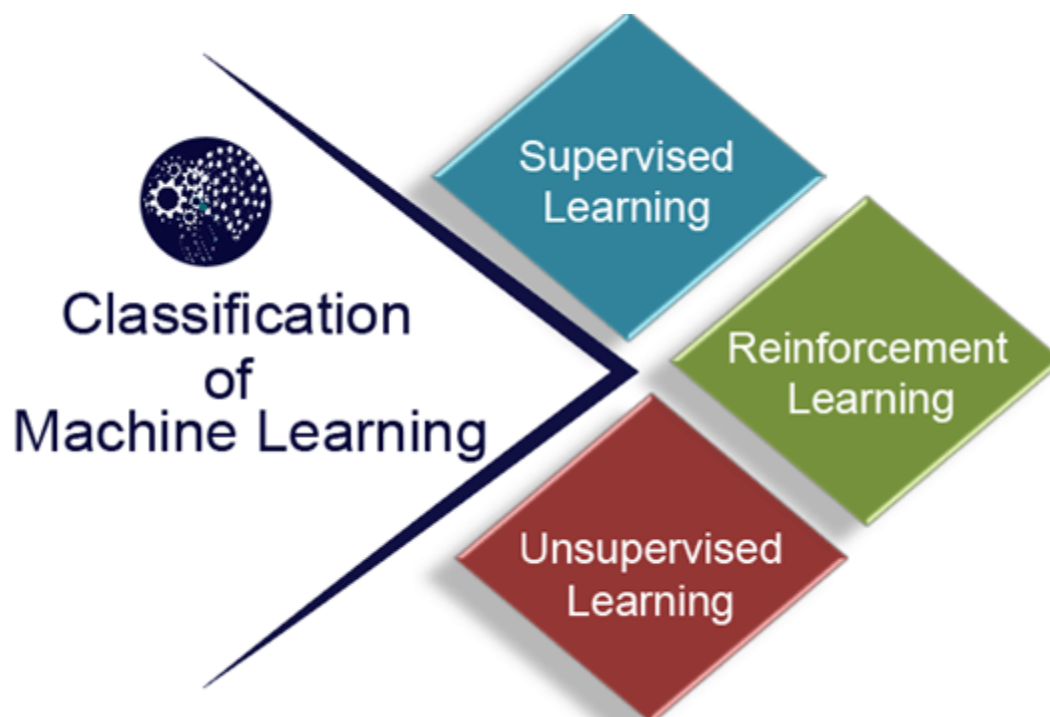 Classification
of
Machine Learning
Supervised
Learning
Reinforcement
Learning
Unsupervised
Learning